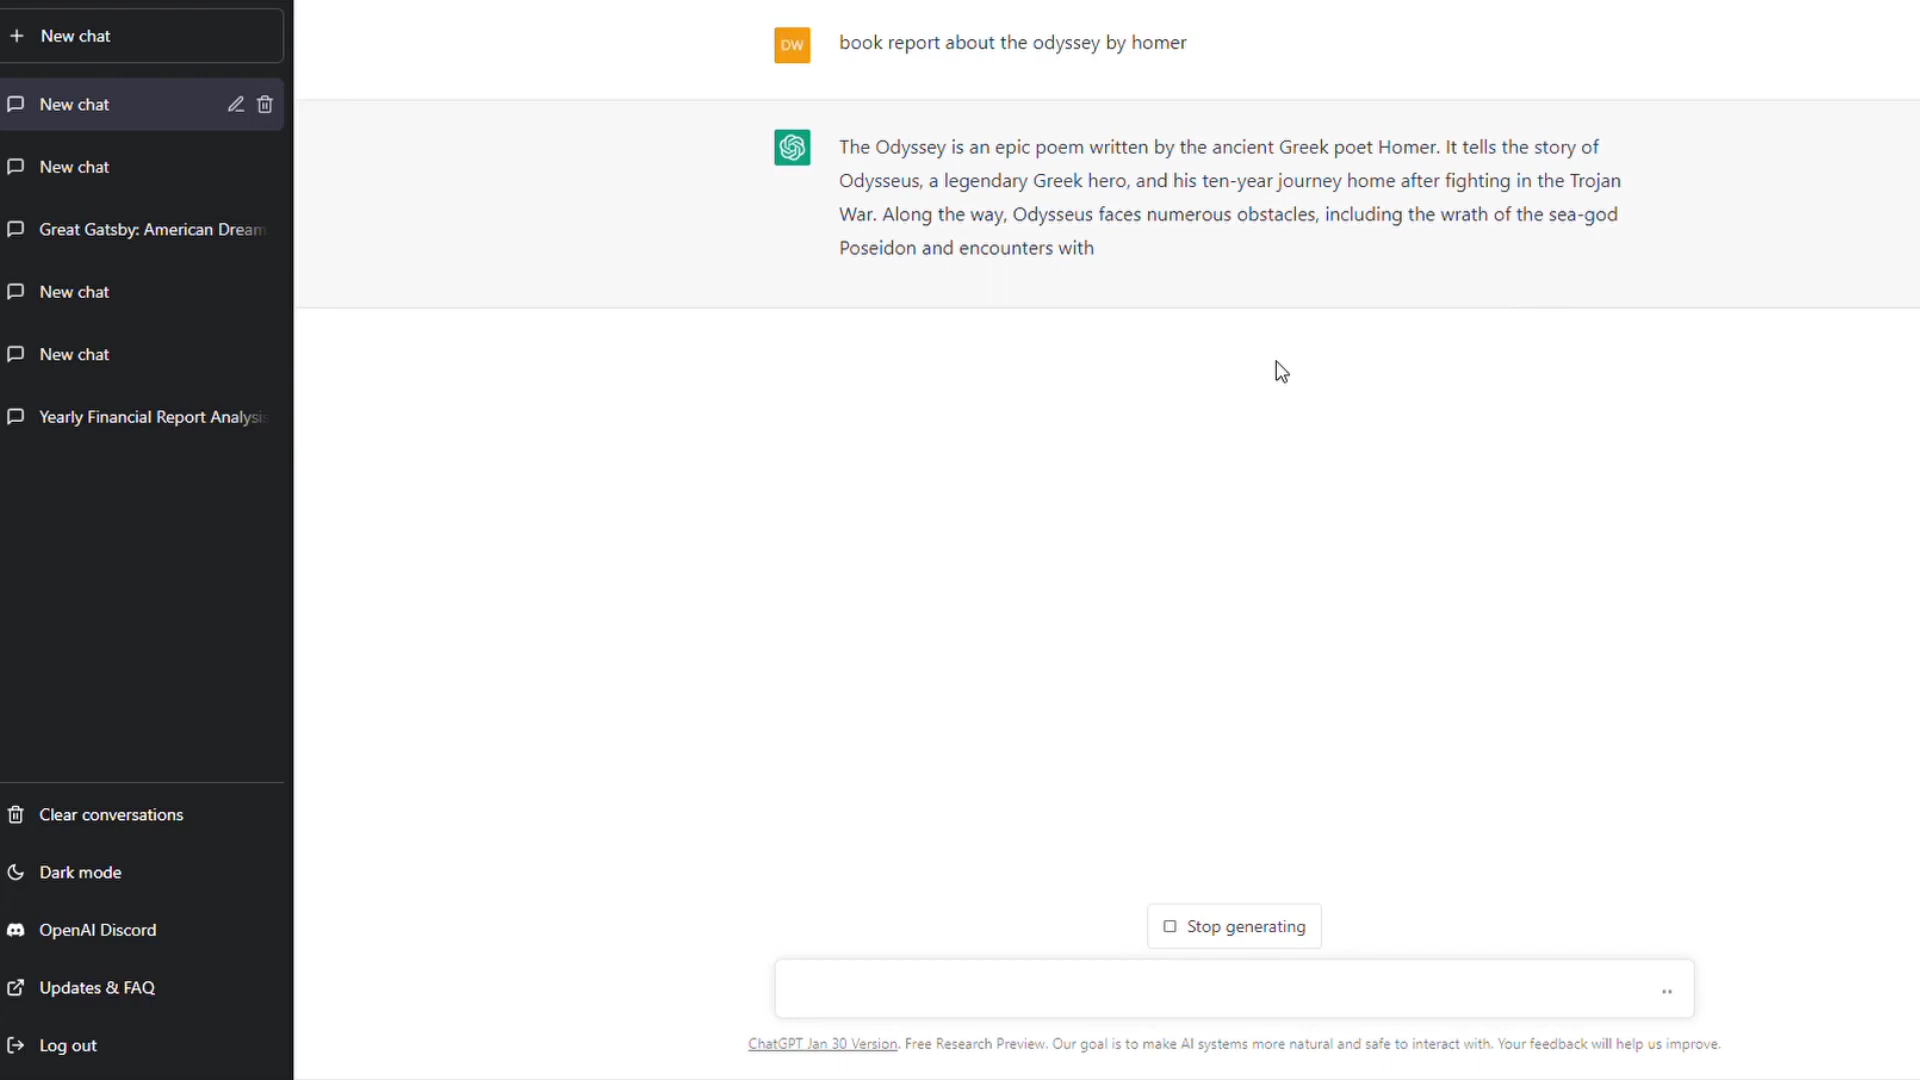 New chat
New chat
New chat
Great Gatsby: American Dream
New chat
New chat
Yearly Financial Report Analysis
Clear conversations
Dark mode
OpenAI Discord
Updates & FAQ
Log out
DW
book report about the odyssey by homer
The Odyssey is an epic poem written by the ancient Greek poet Homer. It tells the story of
Odysseus, a legendary Greek hero, and his ten-year journey home after fighting in the Trojan
War. Along the way, Odysseus faces numerous obstacles, including the wrath of the sea-god
Poseidon and encounters with
Stop generating
ChatGPT Jan 30 Version. Free Research Preview. Our goal is to make AI systems more natural and safe to interact with. Your feedback will help us improve.